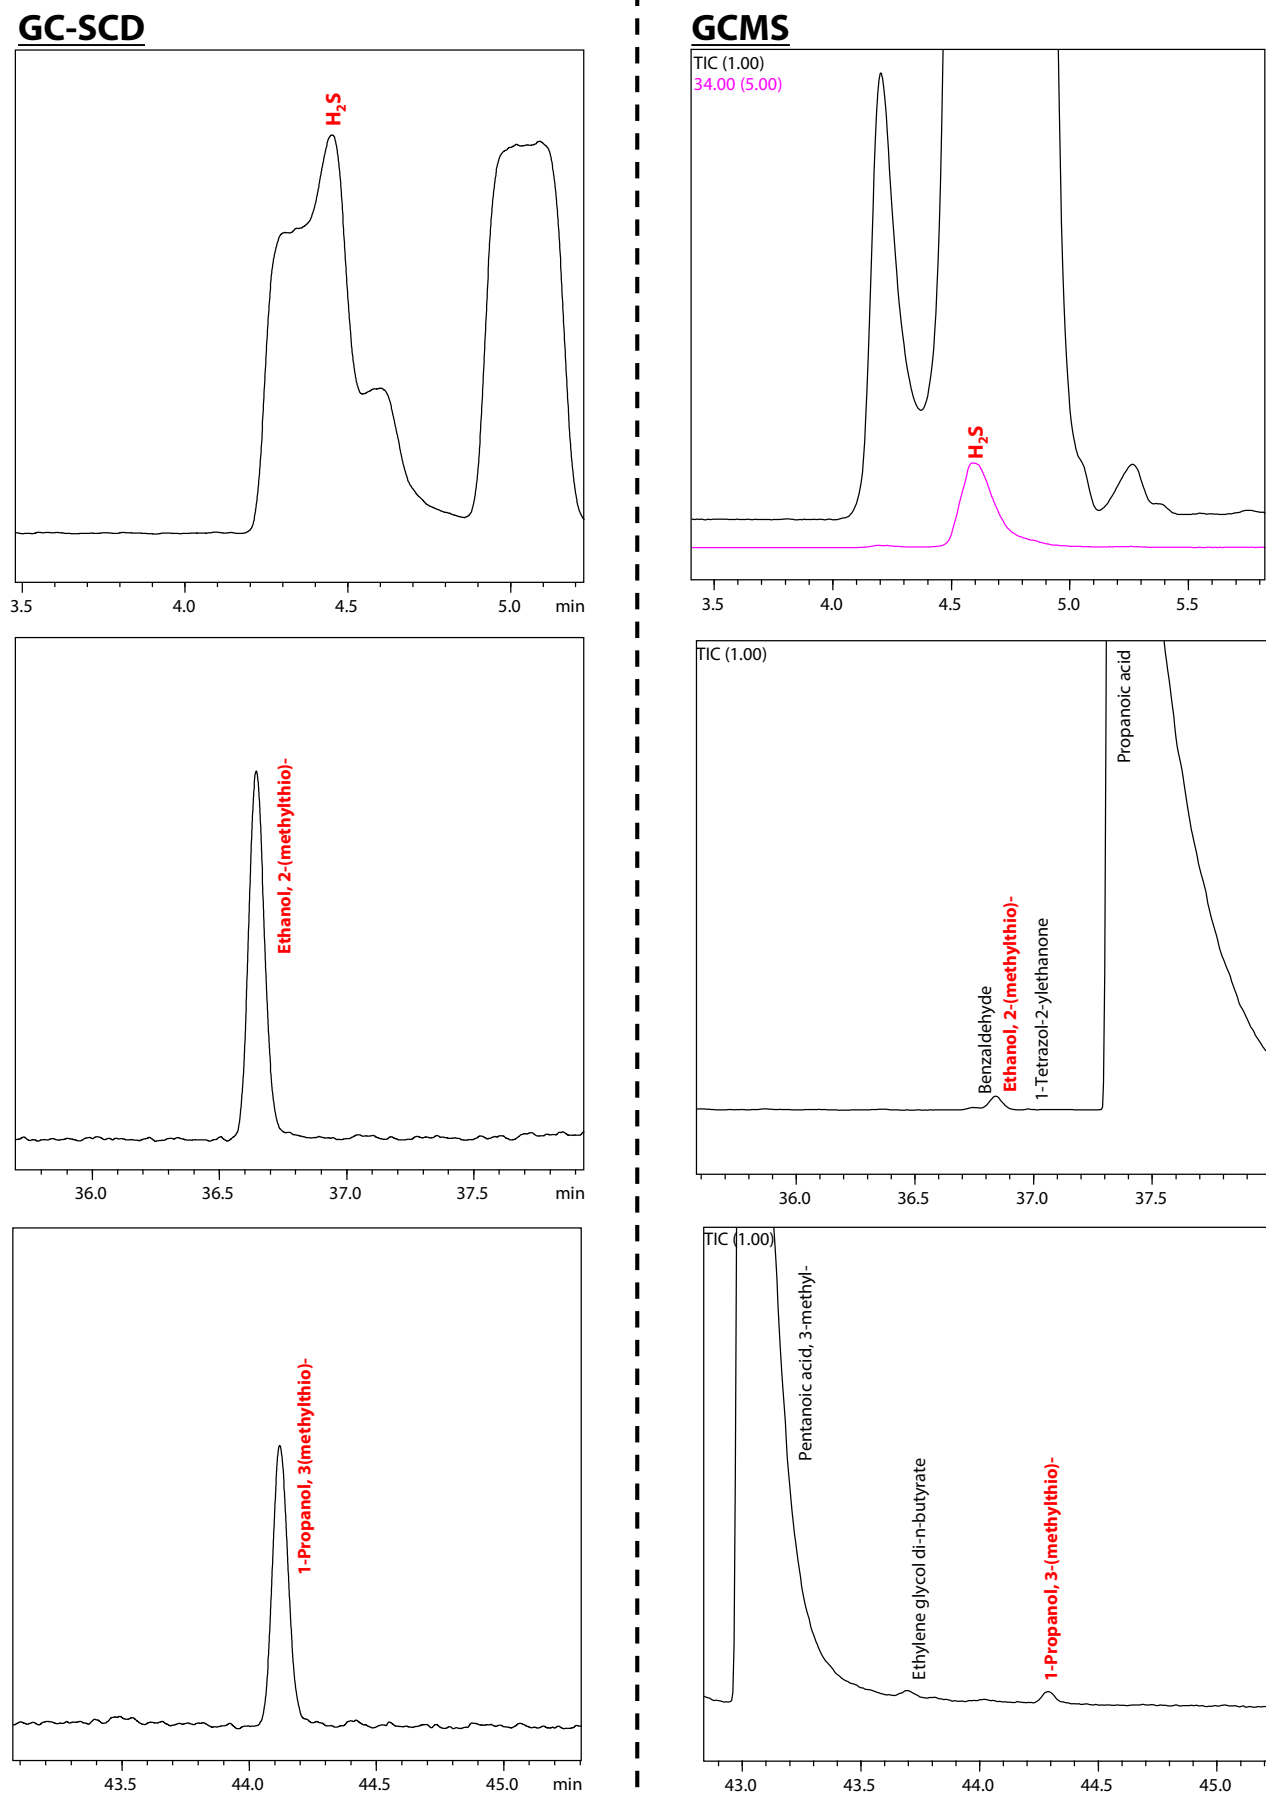 GC-SCD
GCMS
H₂S
3.5 4.0 4.5 5.0 min
TIC (1.00)
34.00 (5.00)
H₂S
3.5 4.0 4.5 5.0 5.5
Ethanol, 2-(methylthio)-
36.0 36.5 37.0 37.5 min
TIC (1.00)
Benzaldehyde
Ethanol, 2-(methylthio)-
1-Tetrazol-2-ylethanone
Propanoic acid
36.0 36.5 37.0 37.5
1-Propanol, 3(methylthio)-
43.5 44.0 44.5 45.0 min
TIC (1.00)
Pentanoic acid, 3-methyl-
Ethylene glycol di-n-butyrate
1-Propanol, 3-(methylthio)-
43.0 43.5 44.0 44.5 45.0